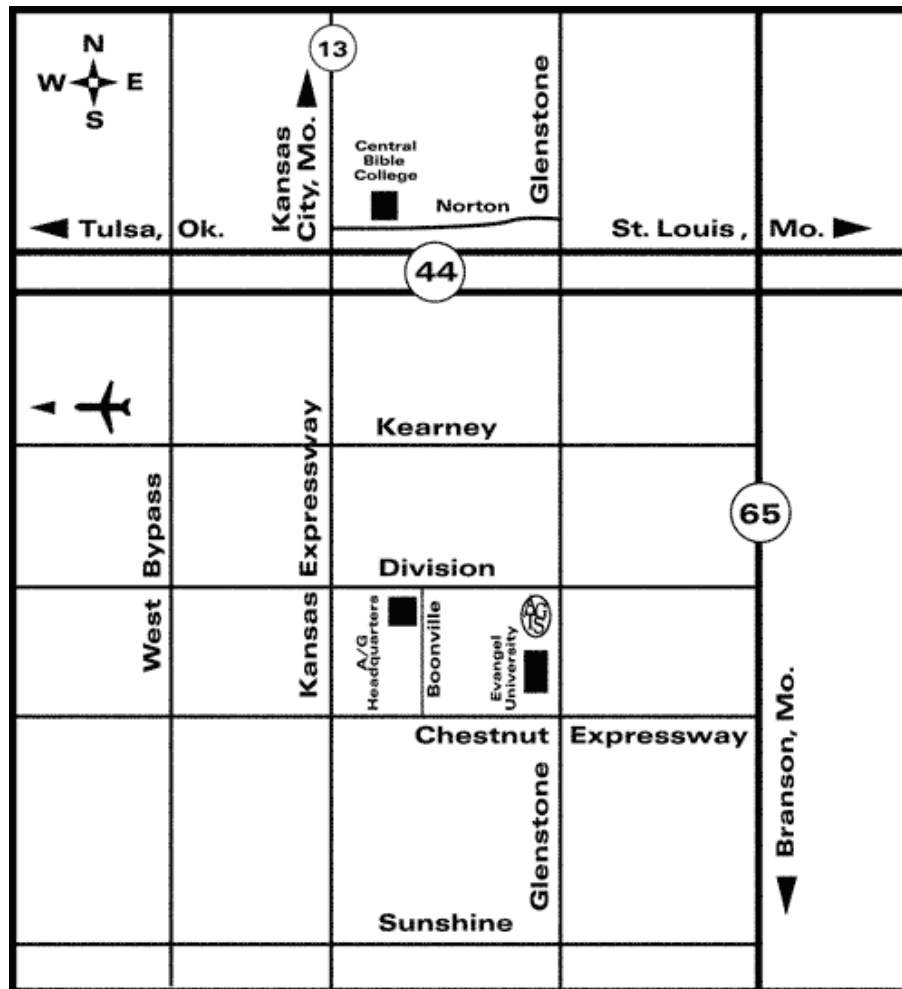 N
W E
S
13
Kansas
City, Mo.
Central
Bible
College
Glenstone
Norton
Tulsa, Ok.
St. Louis, Mo.
44
Kearney
West Bypass
Kansas Expressway
65
Division
A/G
Headquarters
Boonville
AGTS
Evangel
University
Chestnut Expressway
Glenstone
Branson, Mo.
Sunshine